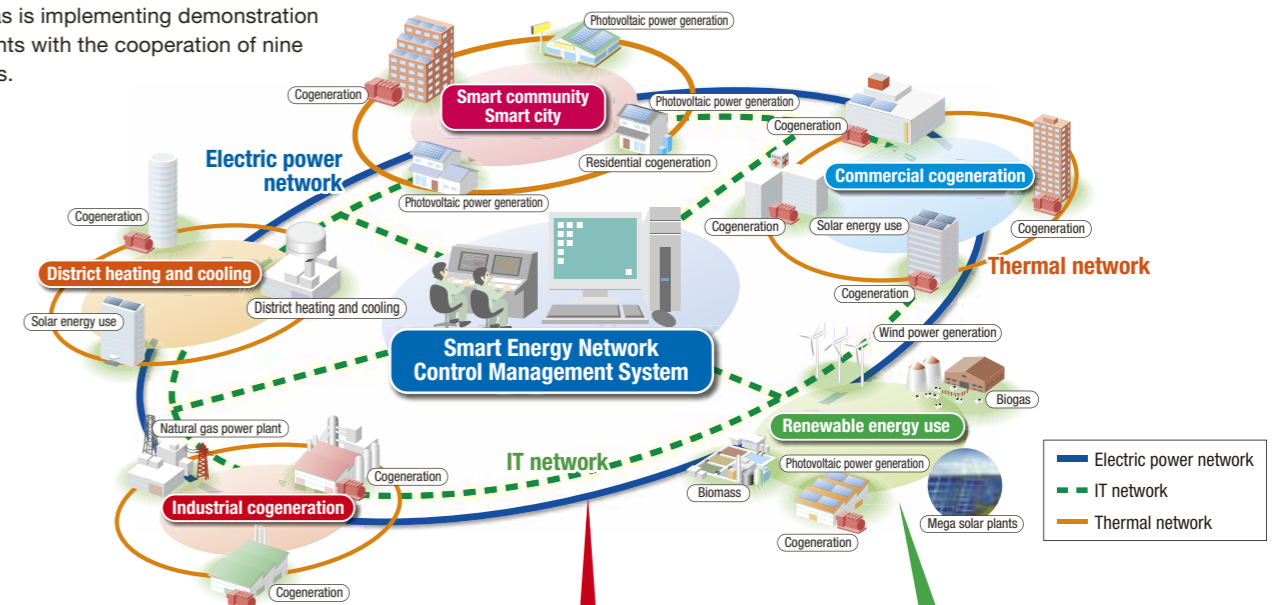 as is implementing demonstration
nts with the cooperation of nine
s.
Photovoltaic power generation
Cogeneration
Smart community
Smart city
Photovoltaic power generation
Cogeneration
Residential cogeneration
Electric power
network
Photovoltaic power generation
Commercial cogeneration
Cogeneration
Solar energy use
Cogeneration
Cogeneration
Thermal network
Cogeneration
District heating and cooling
District heating and cooling
Solar energy use
Smart Energy Network
Control Management System
Wind power generation
Biogas
Renewable energy use
Natural gas power plant
Cogeneration
IT network
Photovoltaic power generation
Biomass
Industrial cogeneration
Mega solar plants
Cogeneration
Cogeneration
Electric power network
IT network
Thermal network